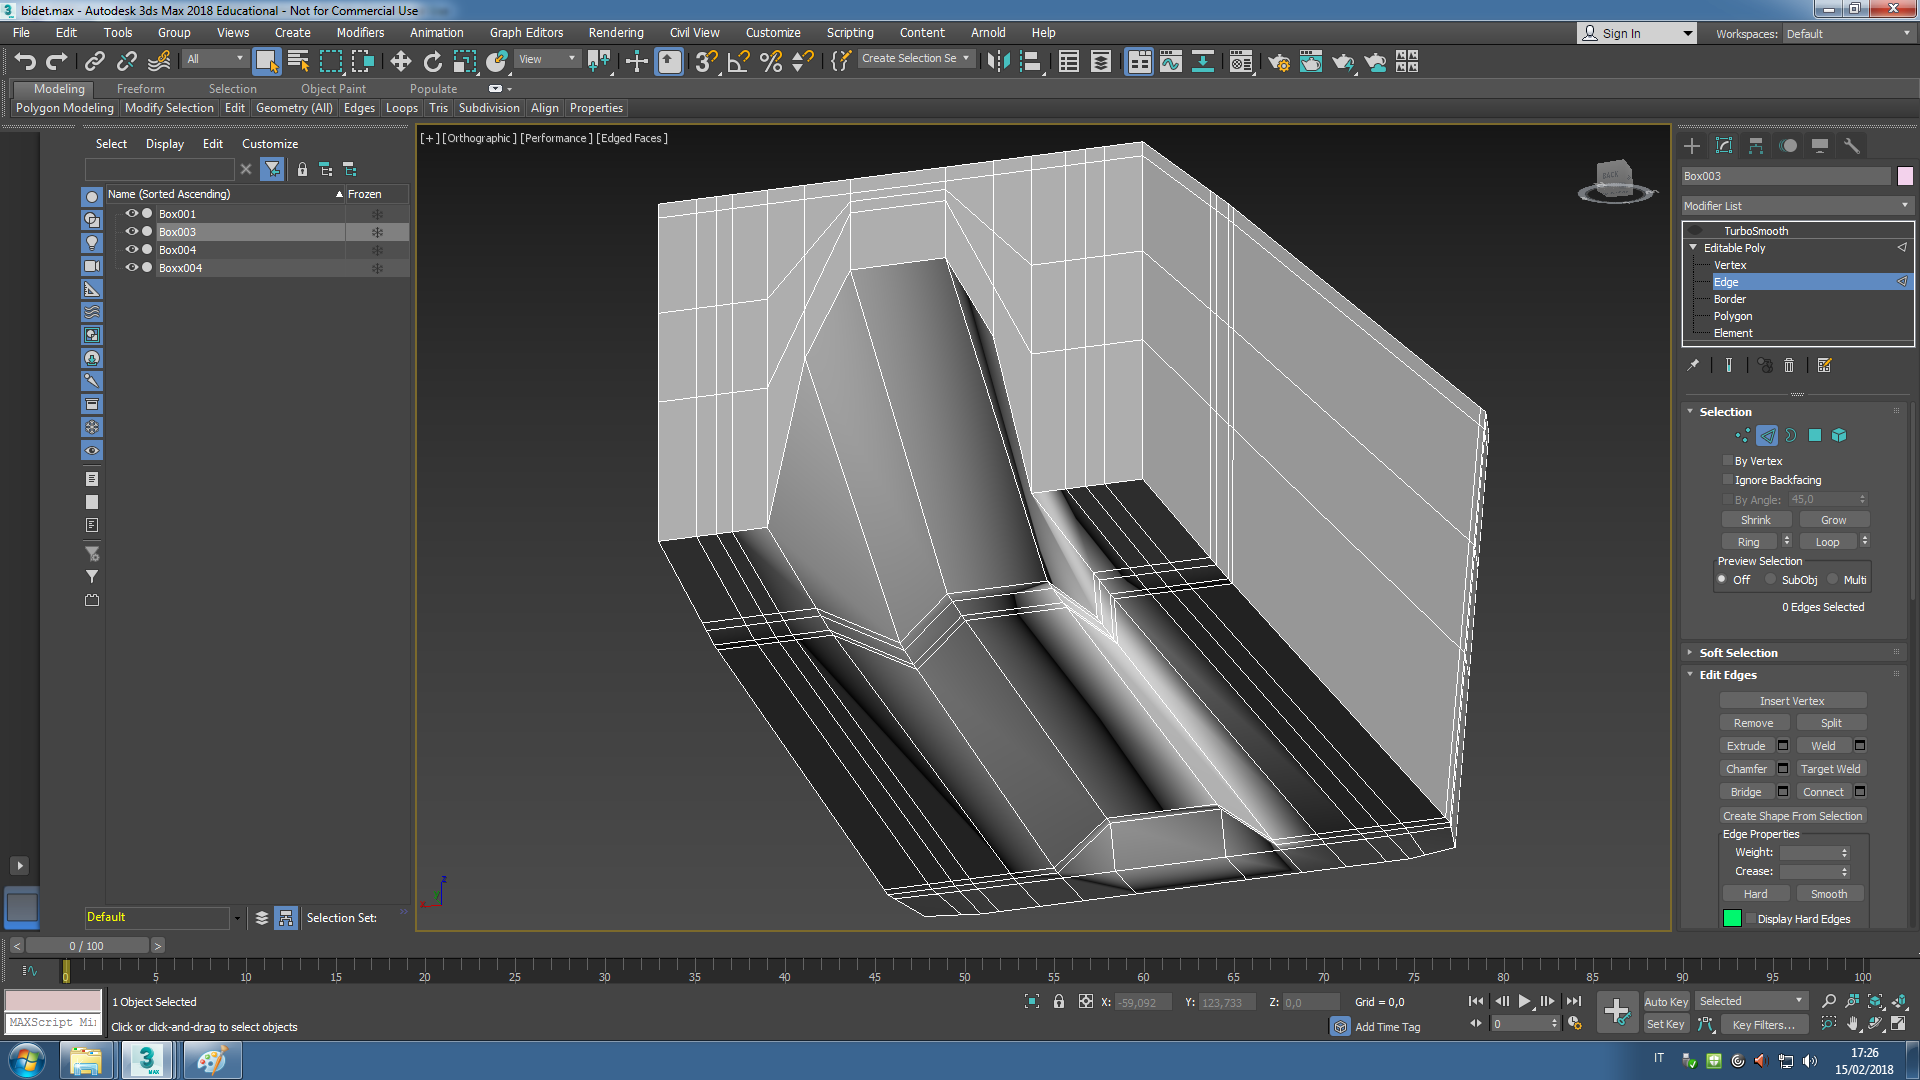 bidet.max - Autodesk 3ds Max 2018 Educational - Not for Commercial Use
File Edit Tools Group Views Create Modifiers Animation Graph Editors Rendering Civil View Customize Scripting Content Arnold Help
Sign In
Workspaces: Default
All
View
Create Selection Se
Modeling Freeform Selection Object Paint Populate
Polygon Modeling Modify Selection Edit Geometry (All) Edges Loops Tris Subdivision Align Properties
Select Display Edit Customize
Name (Sorted Ascending) Frozen
Box001
Box003
Box004
Boxx004
Default
Selection Set:
[+] [Orthographic] [Performance] [Edged Faces]
BACK
z
x
Box003
Modifier List
TurboSmooth
Editable Poly
Vertex
Edge
Border
Polygon
Element
Selection
By Vertex
Ignore Backfacing
By Angle: 45,0
Shrink Grow
Ring Loop
Preview Selection
Off SubObj Multi
0 Edges Selected
Soft Selection
Edit Edges
Insert Vertex
Remove Split
Extrude Weld
Chamfer Target Weld
Bridge Connect
Create Shape From Selection
Edge Properties
Weight:
Crease:
Hard Smooth
Display Hard Edges
< 0 / 100 >
0 5 10 15 20 25 30 35 40 45 50 55 60 65 70 75 80 85 90 95 100
1 Object Selected
X: -59,092 Y: 123,733 Z: 0,0 Grid = 0,0
Auto Key Selected
MAXScript Mi
Click or click-and-drag to select objects
Add Time Tag
0
Set Key Key Filters...
3
MAX
IT
17:26
15/02/2018